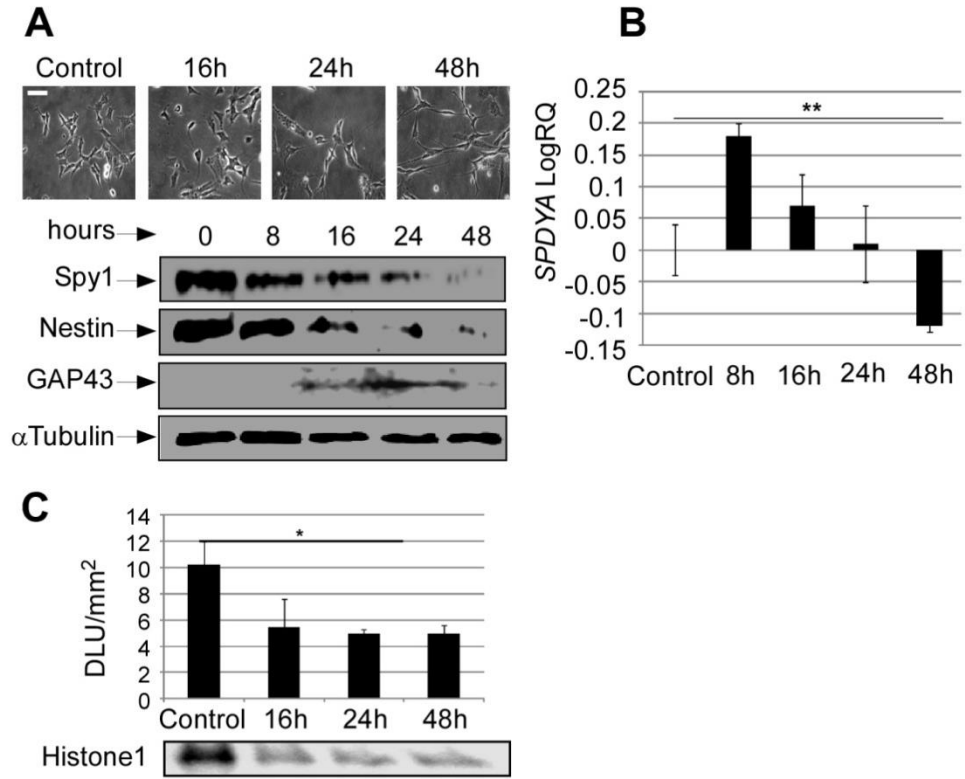 A
Control 16h 24h 48h
hours 0 8 16 24 48
Spy1
Nestin
GAP43
αTubulin
B
SPDYA LogRQ
0.25
0.2
0.15
0.1
0.05
0
-0.05
-0.1
-0.15
**
Control 8h 16h 24h 48h
C
DLU/mm²
14
12
10
8
6
4
2
0
*
Control 16h 24h 48h
Histone1